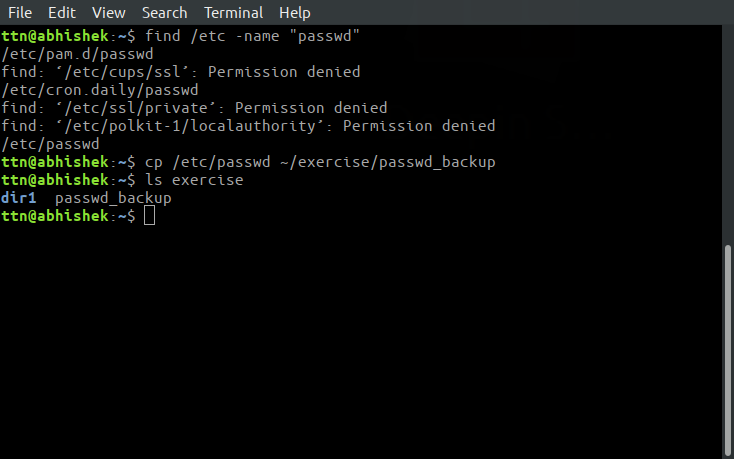 File Edit View Search Terminal Help
ttn@abhishek:~$ find /etc -name "passwd"
/etc/pam.d/passwd
find: ‘/etc/cups/ssl’: Permission denied
/etc/cron.daily/passwd
find: ‘/etc/ssl/private’: Permission denied
find: ‘/etc/polkit-1/localauthority’: Permission denied
/etc/passwd
ttn@abhishek:~$ cp /etc/passwd ~/exercise/passwd_backup
ttn@abhishek:~$ ls exercise
dir1  passwd_backup
ttn@abhishek:~$